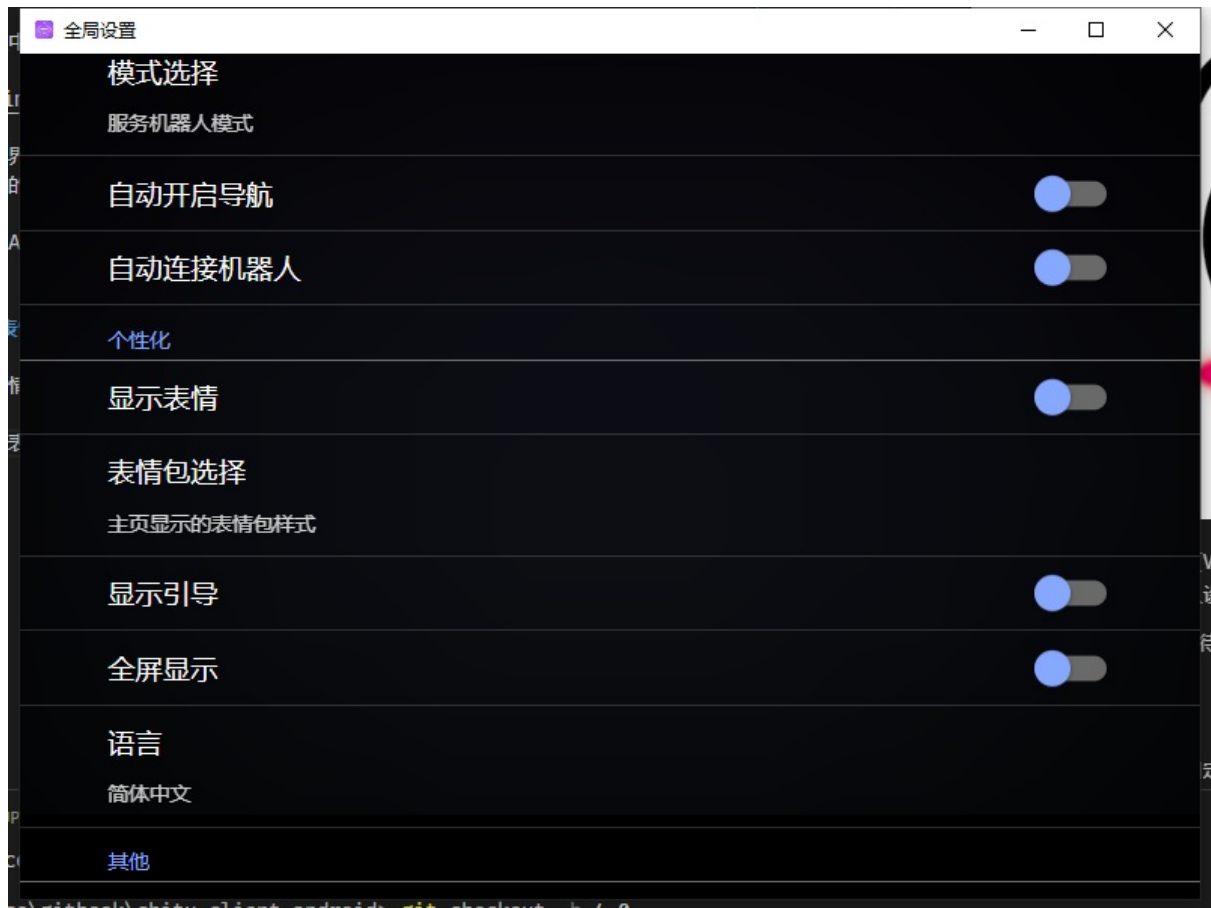 全局设置
模式选择
服务机器人模式
自动开启导航
自动连接机器人
个性化
显示表情
表情包选择
主页显示的表情包样式
显示引导
全屏显示
语言
简体中文
其他